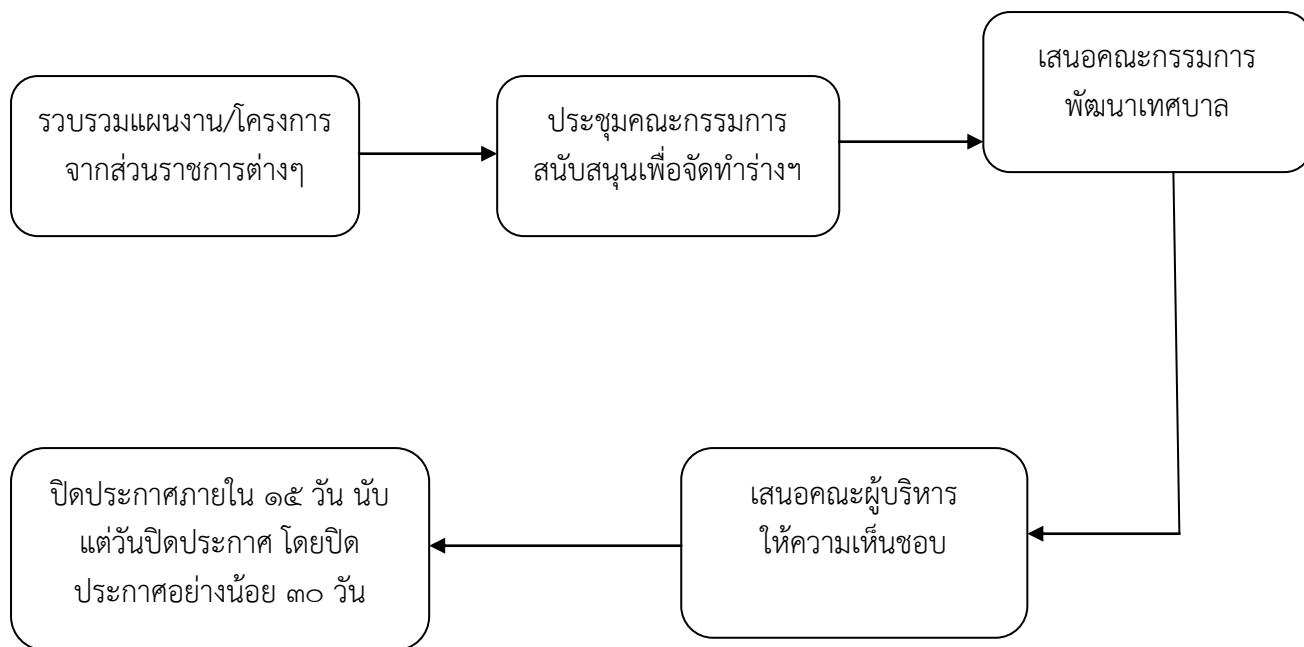 รวบรวมแผนงาน/โครงการ
จากส่วนราชการต่างๆ
ประชุมคณะกรรมการ
สนับสนุนเพื่อจัดทำร่างฯ
เสนอคณะกรรมการ
พัฒนาเทศบาล
เสนอคณะผู้บริหาร
ให้ความเห็นชอบ
ปิดประกาศภายใน ๑๕ วัน นับ
แต่วันปิดประกาศ โดยปิด
ประกาศอย่างน้อย ๓๐ วัน